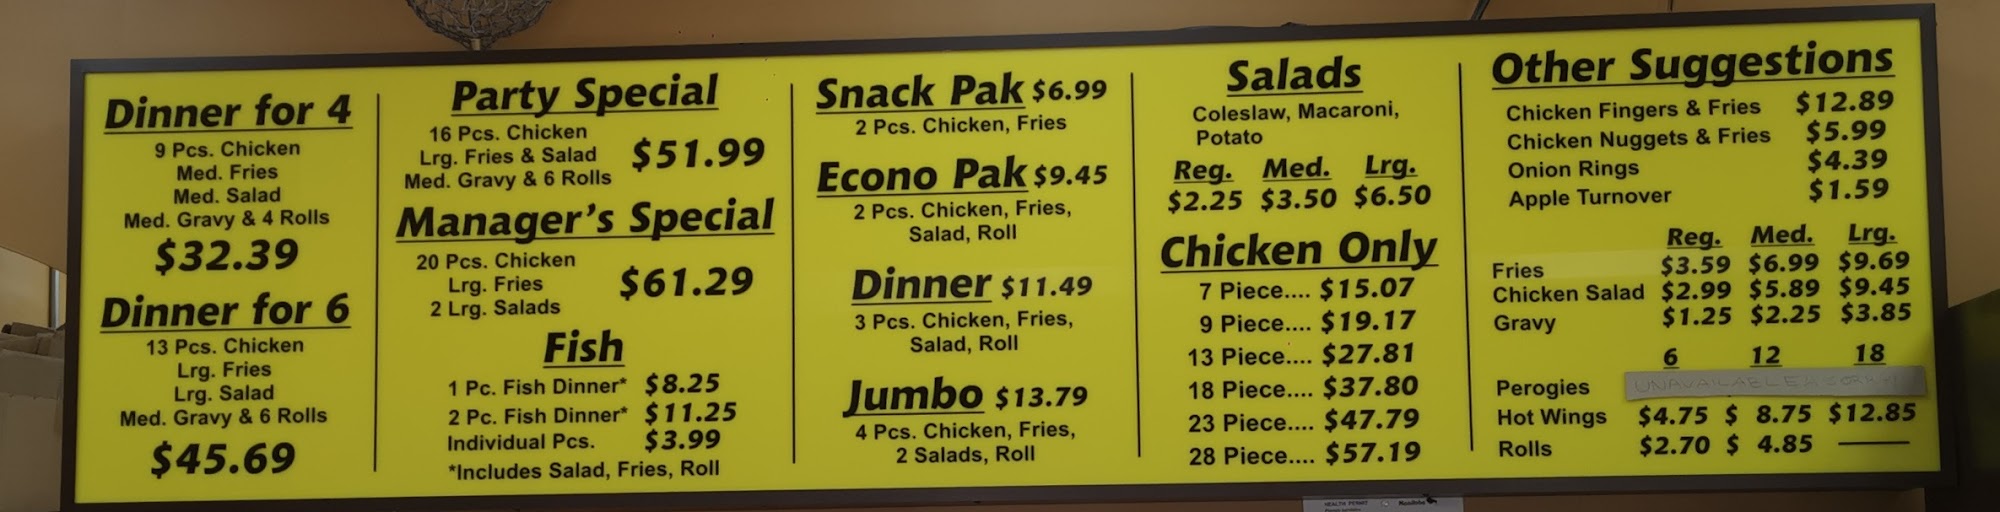 Dinner for 4
9 Pcs. Chicken
Med. Fries
Med. Salad
Med. Gravy & 4 Rolls
$32.39
Dinner for 6
13 Pcs. Chicken
Lrg. Fries
Lrg. Salad
Med. Gravy & 6 Rolls
$45.69
Party Special
16 Pcs. Chicken
Lrg. Fries & Salad
Med. Gravy & 6 Rolls
$51.99
Manager's Special
20 Pcs. Chicken
Lrg. Fries
2 Lrg. Salads
$61.29
Fish
1 Pc. Fish Dinner* $8.25
2 Pc. Fish Dinner* $11.25
Individual Pcs. $3.99
*Includes Salad, Fries, Roll
Snack Pak $6.99
2 Pcs. Chicken, Fries
Econo Pak $9.45
2 Pcs. Chicken, Fries,
Salad, Roll
Dinner $11.49
3 Pcs. Chicken, Fries,
Salad, Roll
Jumbo $13.79
4 Pcs. Chicken, Fries,
2 Salads, Roll
Salads
Coleslaw, Macaroni,
Potato
Reg. Med. Lrg.
$2.25 $3.50 $6.50
Chicken Only
7 Piece.... $15.07
9 Piece.... $19.17
13 Piece.... $27.81
18 Piece.... $37.80
23 Piece.... $47.79
28 Piece.... $57.19
Other Suggestions
Chicken Fingers & Fries $12.89
Chicken Nuggets & Fries $5.99
Onion Rings $4.39
Apple Turnover $1.59
Reg. Med. Lrg.
Fries $3.59 $6.99 $9.69
Chicken Salad $2.99 $5.89 $9.45
Gravy $1.25 $2.25 $3.85
6 12 18
Perogies UNAVAILABLE
Hot Wings $4.75 $ 8.75 $12.85
Rolls $2.70 $ 4.85
HEALTH PERMIT Manitoba